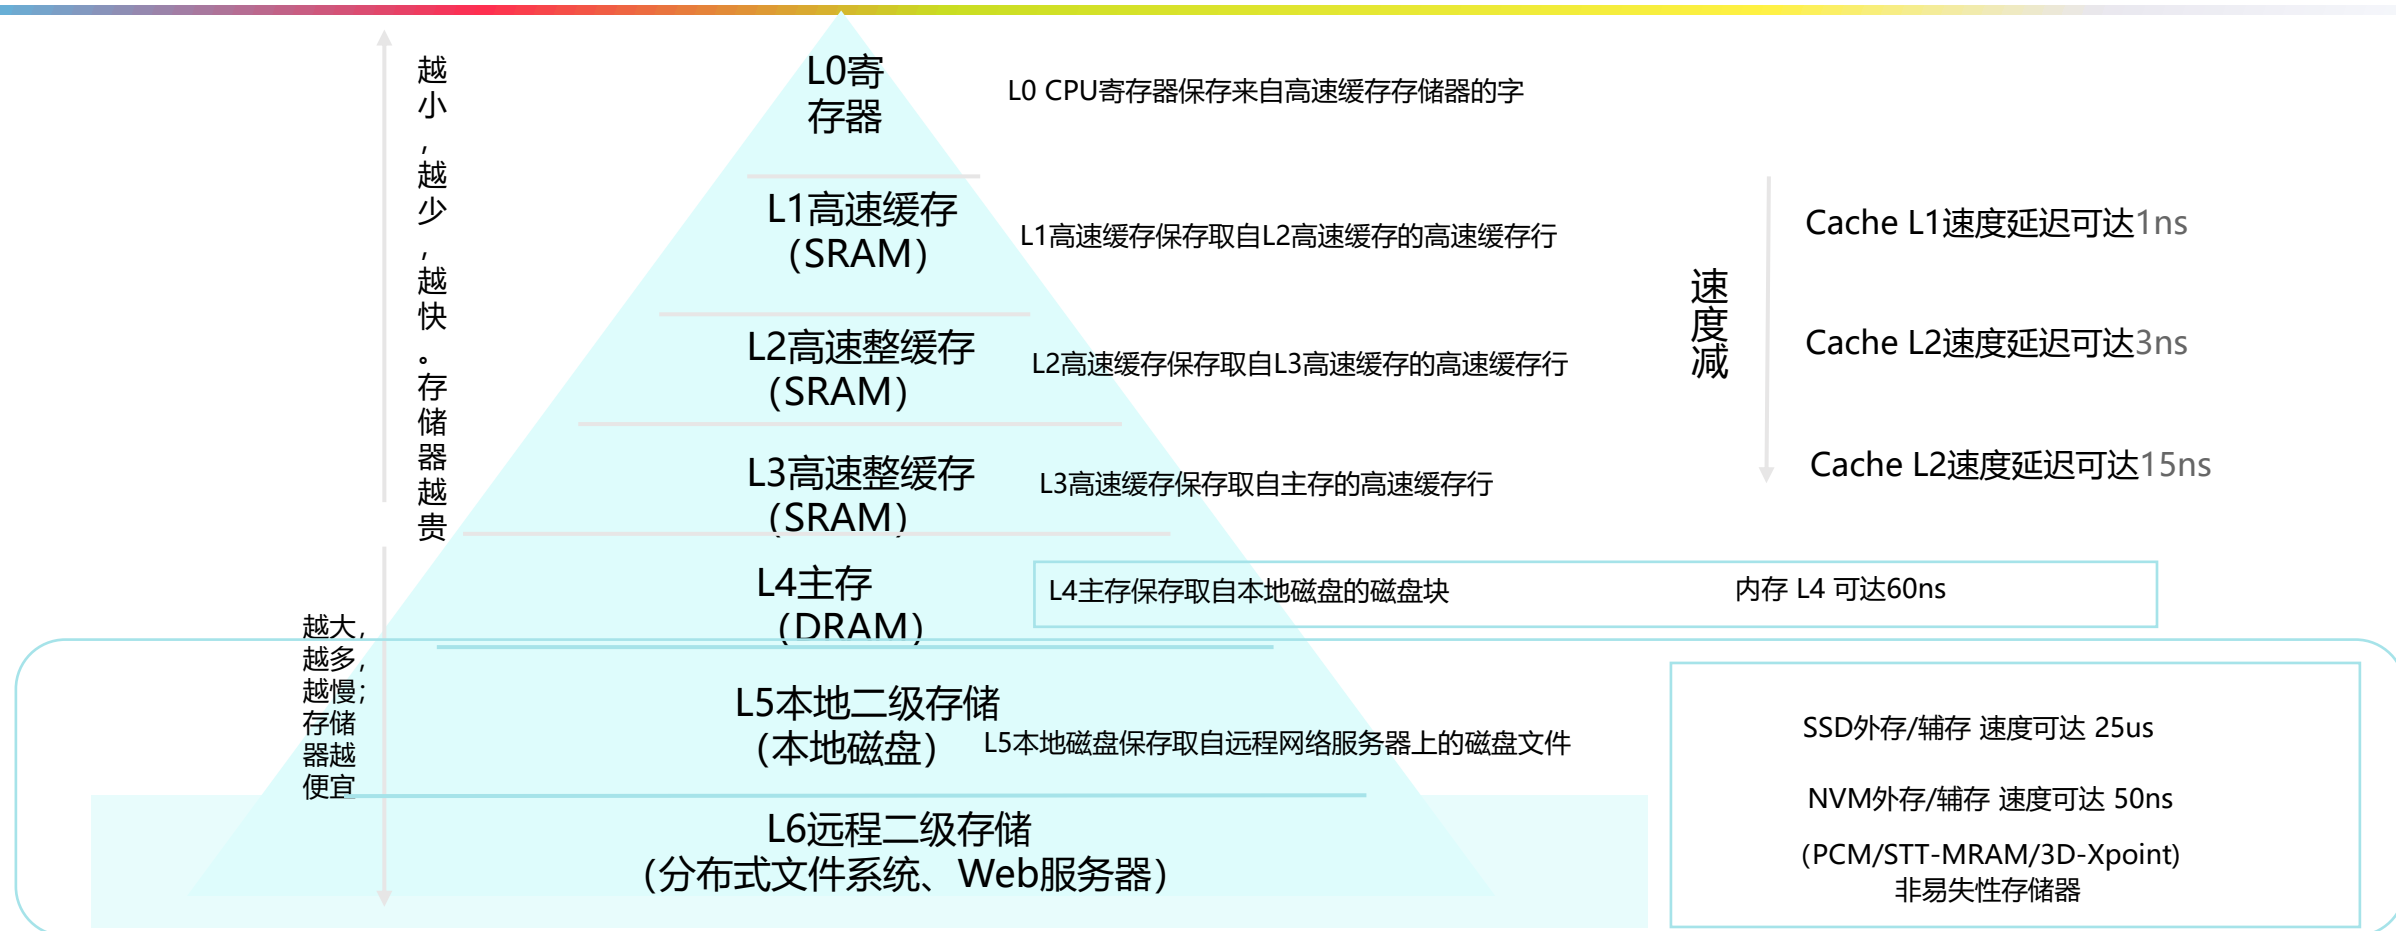 越
小
，
越
少
，
越
快
。
存
储
器
越
贵
L0寄
存器
L0 CPU寄存器保存来自高速缓存存储器的字
L1高速缓存
（SRAM）
L1高速缓存保存取自L2高速缓存的高速缓存行
L2高速整缓存
（SRAM）
L2高速缓存保存取自L3高速缓存的高速缓存行
L3高速整缓存
（SRAM）
L3高速缓存保存取自主存的高速缓存行
速
度
减
Cache L1速度延迟可达1ns
Cache L2速度延迟可达3ns
Cache L2速度延迟可达15ns
L4主存
（DRAM）
L4主存保存取自本地磁盘的磁盘块
内存 L4 可达60ns
越大，
越多，
越慢；
存储
器越
便宜
L5本地二级存储
（本地磁盘）
L5本地磁盘保存取自远程网络服务器上的磁盘文件
L6远程二级存储
（分布式文件系统、Web服务器）
SSD外存/辅存 速度可达 25us
NVM外存/辅存 速度可达 50ns
(PCM/STT-MRAM/3D-Xpoint)
非易失性存储器